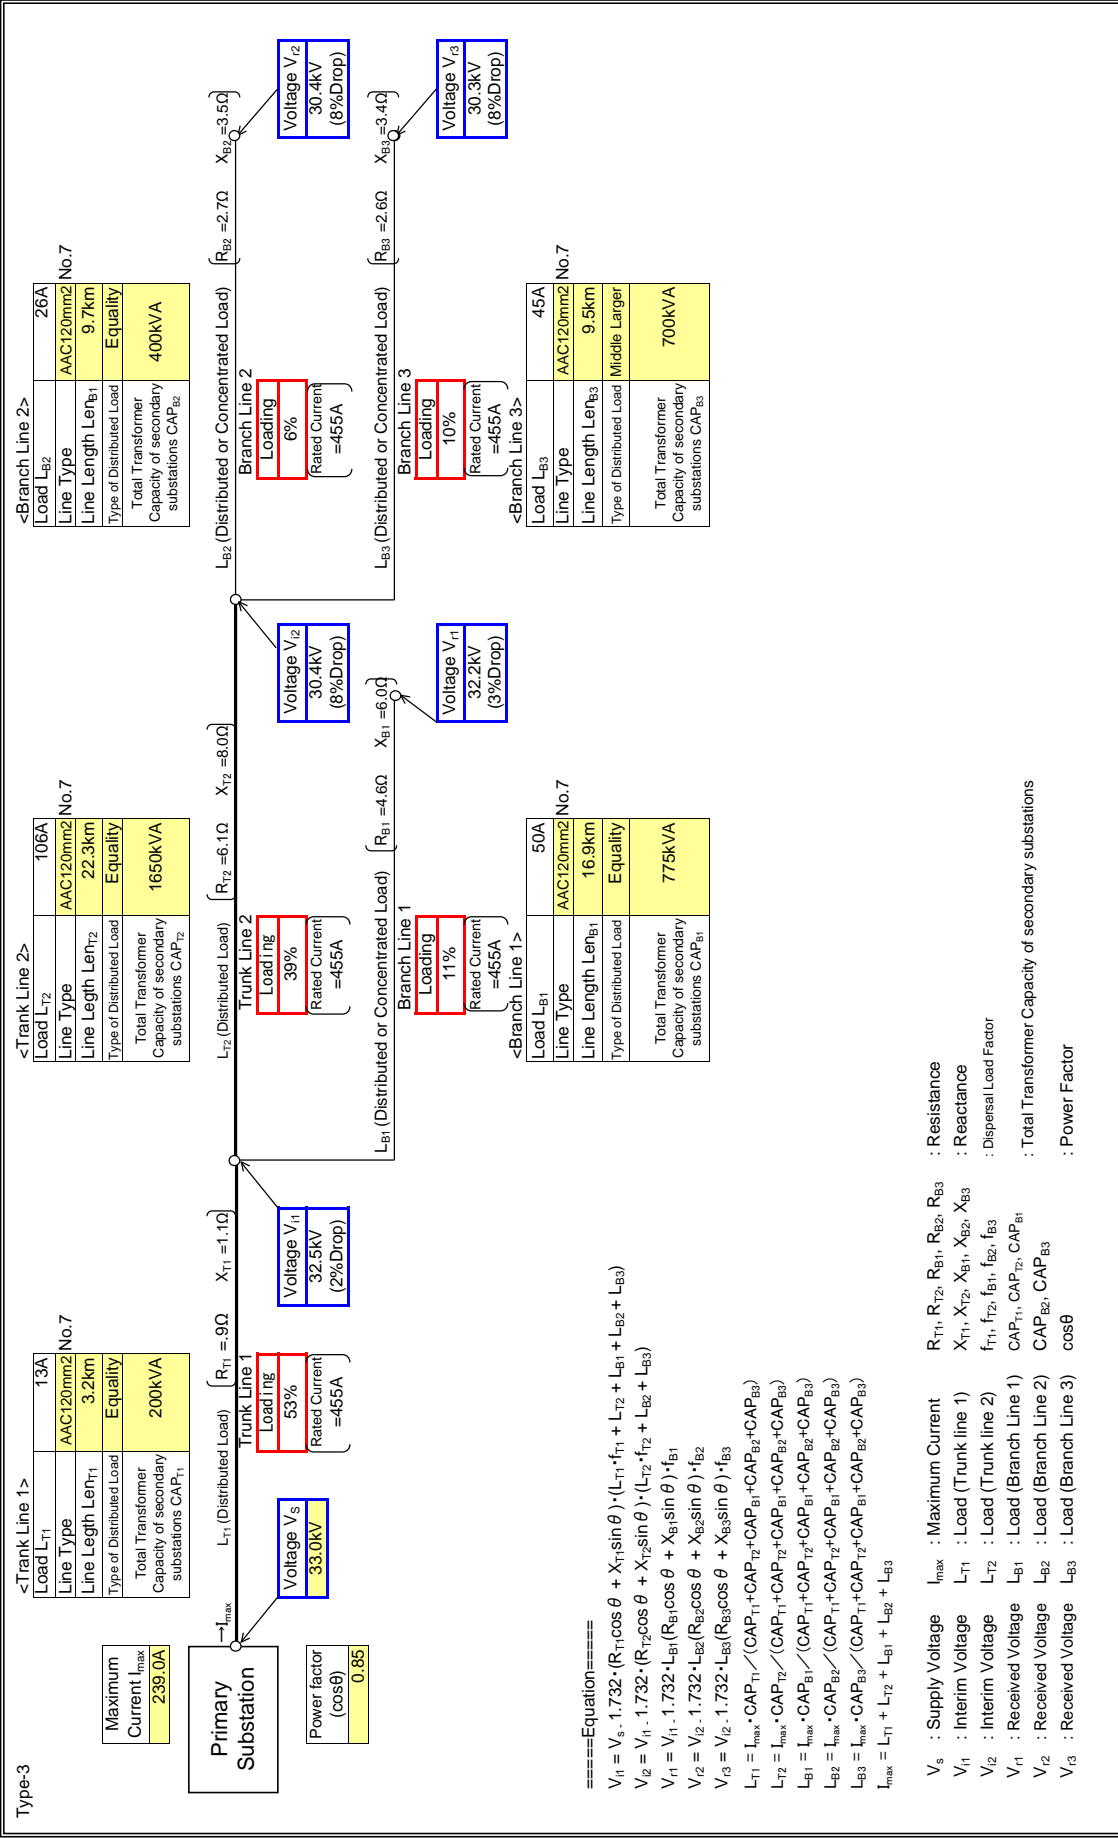 Type-3
Maximum
Current Imax
239.0A
Primary
Substation
→Imax
Power factor
(cosθ)
0.85
Voltage Vs
33.0kV
<Trank Line 1>
Load LT1 13A
Line Type AAC120mm2 No.7
Line Legth LenT1 3.2km
Type of Distributed Load Equality
Total Transformer
Capacity of secondary
substations CAPT1
200kVA
LT1 (Distributed Load) RT1 =.9Ω XT1 =1.1Ω
Trunk Line 1
Loading
53%
Rated Current
=455A
Voltage Vi1
32.5kV
(2%Drop)
<Trank Line 2>
Load LT2 106A
Line Type AAC120mm2 No.7
Line Legth LenT2 22.3km
Type of Distributed Load Equality
Total Transformer
Capacity of secondary
substations CAPT2
1650kVA
LT2 (Distributed Load) RT2 =6.1Ω XT2 =8.0Ω
Trunk Line 2
Loading
39%
Rated Current
=455A
Voltage Vi2
30.4kV
(8%Drop)
LB1 (Distributed or Concentrated Load) RB1 =4.6Ω XB1 =6.0Ω
Branch Line 1
Loading
11%
Rated Current
=455A
Voltage Vr1
32.2kV
(3%Drop)
<Branch Line 1>
Load LB1 50A
Line Type AAC120mm2 No.7
Line Length LenB1 16.9km
Type of Distributed Load Equality
Total Transformer
Capacity of secondary
substations CAPB1
775kVA
<Branch Line 2>
Load LB2 26A
Line Type AAC120mm2 No.7
Line Length LenB1 9.7km
Type of Distributed Load Equality
Total Transformer
Capacity of secondary
substations CAPB2
400kVA
LB2 (Distributed or Concentrated Load) RB2 =2.7Ω XB2 =3.5Ω
Branch Line 2
Loading
6%
Rated Current
=455A
Voltage Vr2
30.4kV
(8%Drop)
LB3 (Distributed or Concentrated Load) RB3 =2.6Ω XB3 =3.4Ω
Branch Line 3
Loading
10%
Rated Current
=455A
Voltage Vr3
30.3kV
(8%Drop)
<Branch Line 3>
Load LB3 45A
Line Type AAC120mm2 No.7
Line Length LenB3 9.5km
Type of Distributed Load Middle Larger
Total Transformer
Capacity of secondary
substations CAPB3
700kVA
=====Equation=====
Vi1 = Vs - 1.732･(RT1cos θ + XT1sin θ)･(LT1･fT1 + LT2 + LB1 + LB2 + LB3)
Vi2 = Vi1 - 1.732･(RT2cos θ + XT2sin θ)･(LT2･fT2 + LB2 + LB3)
Vr1 = Vi1 - 1.732･LB1(RB1cos θ + XB1sin θ)･fB1
Vr2 = Vi2 - 1.732･LB2(RB2cos θ + XB2sin θ)･fB2
Vr3 = Vi2 - 1.732･LB3(RB3cos θ + XB3sin θ)･fB3
LT1 = Imax･CAPT1／(CAPT1+CAPT2+CAPB1+CAPB2+CAPB3)
LT2 = Imax･CAPT2／(CAPT1+CAPT2+CAPB1+CAPB2+CAPB3)
LB1 = Imax･CAPB1／(CAPT1+CAPT2+CAPB1+CAPB2+CAPB3)
LB2 = Imax･CAPB2／(CAPT1+CAPT2+CAPB1+CAPB2+CAPB3)
LB3 = Imax･CAPB3／(CAPT1+CAPT2+CAPB1+CAPB2+CAPB3)
Imax = LT1 + LT2 + LB1 + LB2 + LB3
Vs : Supply Voltage Imax : Maximum Current RT1, RT2, RB1, RB2, RB3 : Resistance
Vi1 : Interim Voltage LT1 : Load (Trunk line 1) XT1, XT2, XB1, XB2, XB3 : Reactance
Vi2 : Interim Voltage LT2 : Load (Trunk line 2) fT1, fT2, fB1, fB2, fB3 : Dispersal Load Factor
Vr1 : Received Voltage LB1 : Load (Branch Line 1) CAPT1, CAPT2, CAPB1
Vr2 : Received Voltage LB2 : Load (Branch Line 2) CAPB2, CAPB3 : Total Transformer Capacity of secondary substations
Vr3 : Received Voltage LB3 : Load (Branch Line 3) cosθ : Power Factor